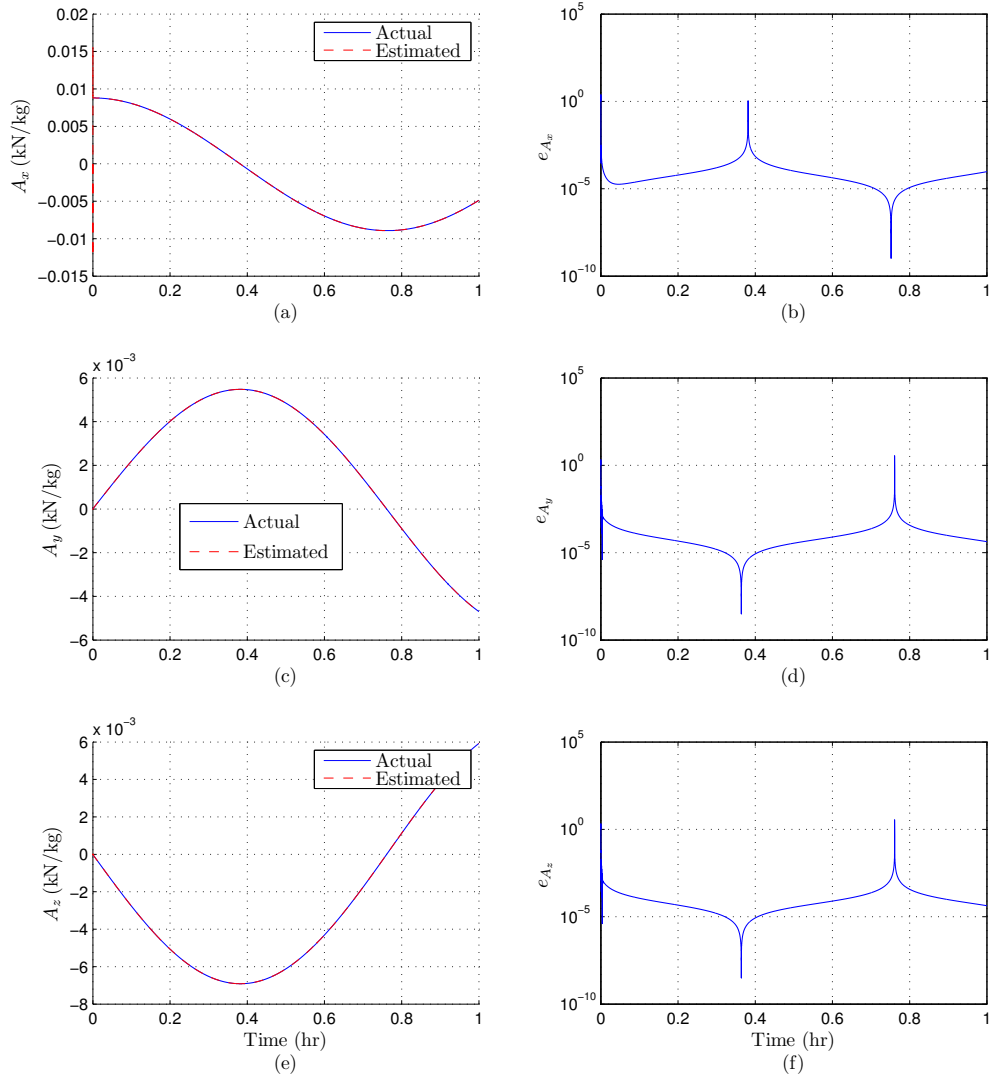 0.02
0.015
0.01
0.005
0
−0.005
−0.01
−0.015
A_x (kN/kg)
Actual
Estimated
0 0.2 0.4 0.6 0.8 1
(a)
10^5
10^0
10^−5
10^−10
e_{A_x}
0 0.2 0.4 0.6 0.8 1
(b)
x 10^−3
6
4
2
0
−2
−4
−6
A_y (kN/kg)
Actual
Estimated
0 0.2 0.4 0.6 0.8 1
(c)
10^5
10^0
10^−5
10^−10
e_{A_y}
0 0.2 0.4 0.6 0.8 1
(d)
x 10^−3
6
4
2
0
−2
−4
−6
−8
A_z (kN/kg)
Actual
Estimated
0 0.2 0.4 0.6 0.8 1
Time (hr)
(e)
10^5
10^0
10^−5
10^−10
e_{A_z}
0 0.2 0.4 0.6 0.8 1
Time (hr)
(f)